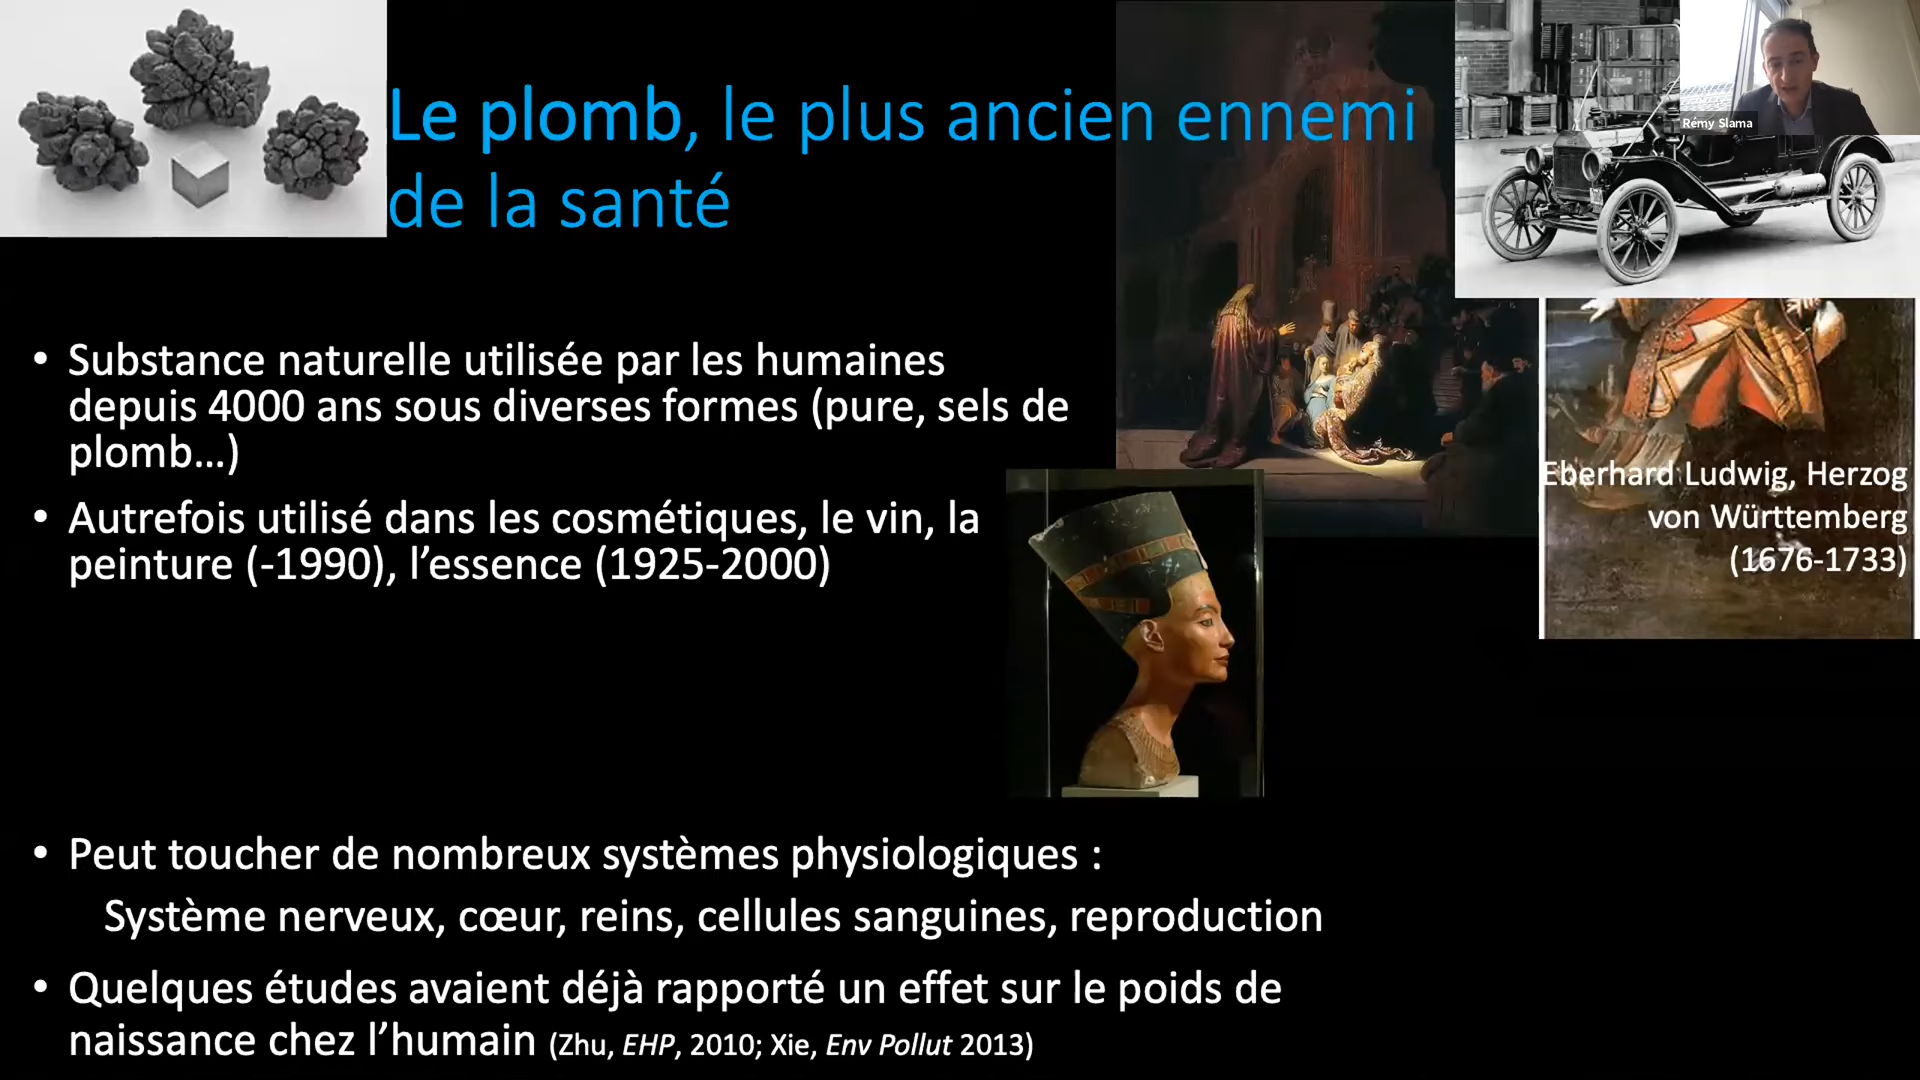 Le plomb, le plus ancien ennemi
de la santé
Rémy Slama
• Substance naturelle utilisée par les humaines
depuis 4000 ans sous diverses formes (pure, sels de
plomb…)
• Autrefois utilisé dans les cosmétiques, le vin, la
peinture (-1990), l’essence (1925-2000)
Eberhard Ludwig, Herzog
von Württemberg
(1676-1733)
• Peut toucher de nombreux systèmes physiologiques :
Système nerveux, cœur, reins, cellules sanguines, reproduction
• Quelques études avaient déjà rapporté un effet sur le poids de
naissance chez l’humain (Zhu, EHP, 2010; Xie, Env Pollut 2013)